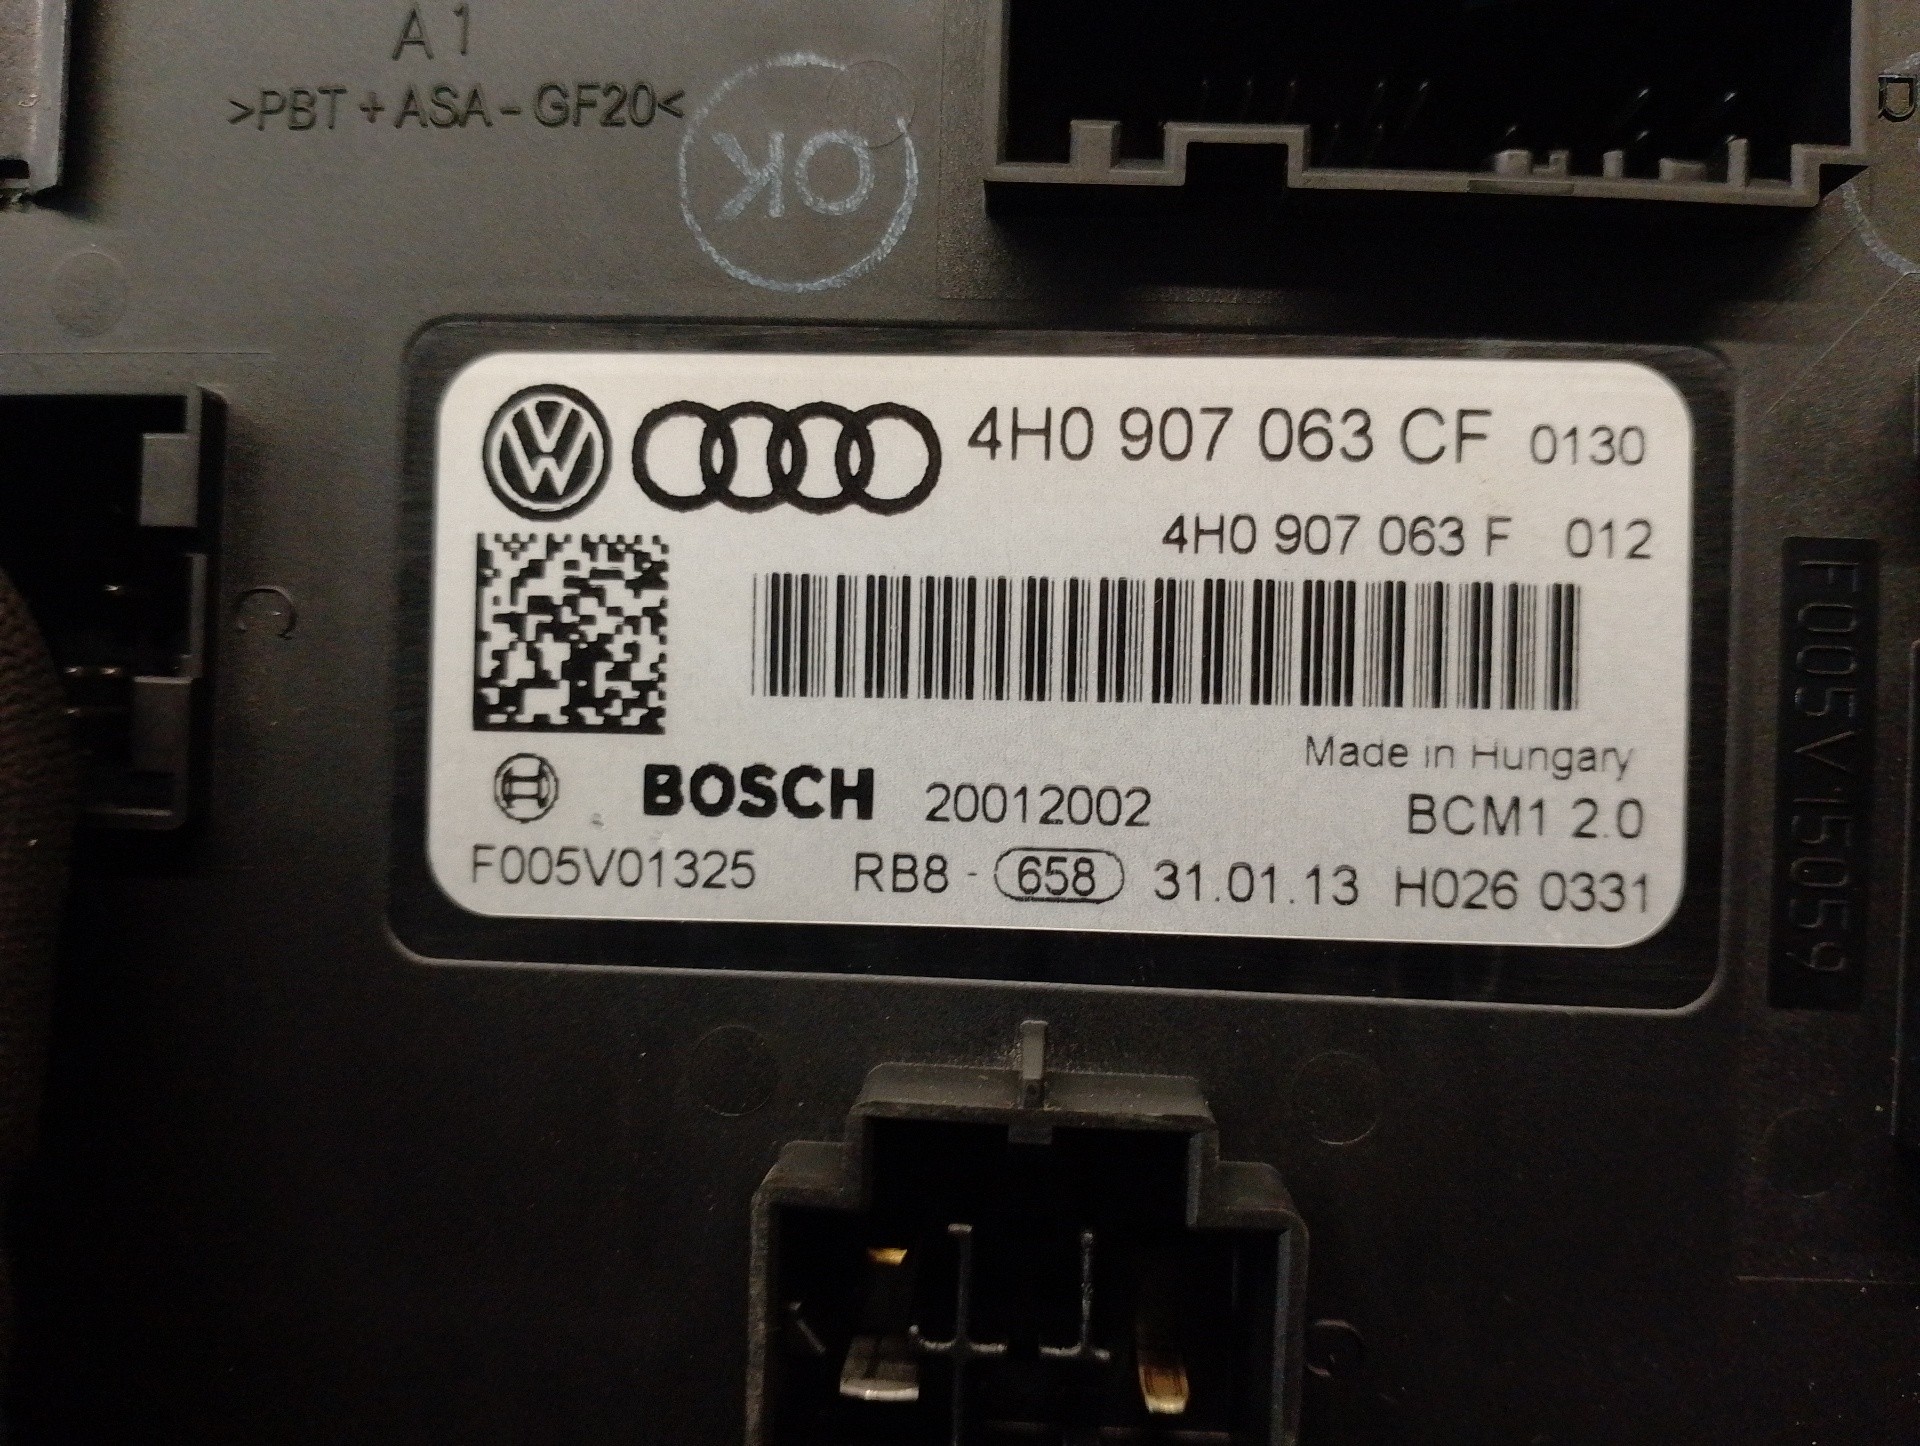 A 1
>PBT + ASA - GF20<
OK
D
4H0 907 063 CF 0130
4H0 907 063 F 012
C
Made in Hungary
BOSCH 20012002 BCM1 2.0
F005V01325 RB8 - 658 31.01.13 H026 0331
F005V15059
G